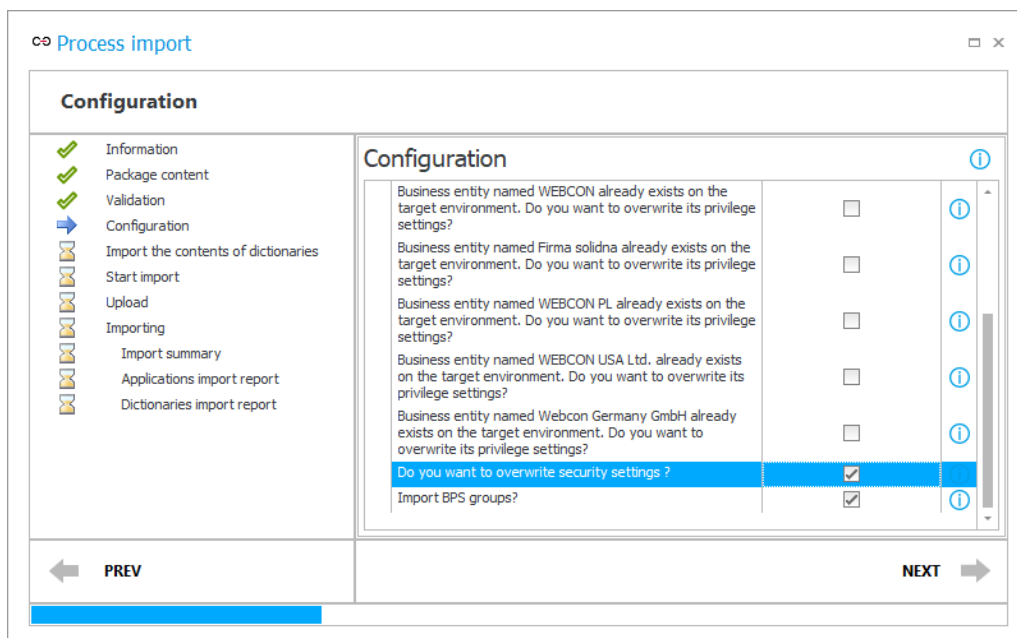 Process import
Configuration
Information
Package content
Validation
Configuration
Import the contents of dictionaries
Start import
Upload
Importing
Import summary
Applications import report
Dictionaries import report
Configuration
Business entity named WEBCON already exists on the
target environment. Do you want to overwrite its privilege
settings?
Business entity named Firma solidna already exists on the
target environment. Do you want to overwrite its privilege
settings?
Business entity named WEBCON PL already exists on the
target environment. Do you want to overwrite its privilege
settings?
Business entity named WEBCON USA Ltd. already exists
on the target environment. Do you want to overwrite its
privilege settings?
Business entity named Webcon Germany GmbH already
exists on the target environment. Do you want to
overwrite its privilege settings?
Do you want to overwrite security settings ?
Import BPS groups?
PREV
NEXT